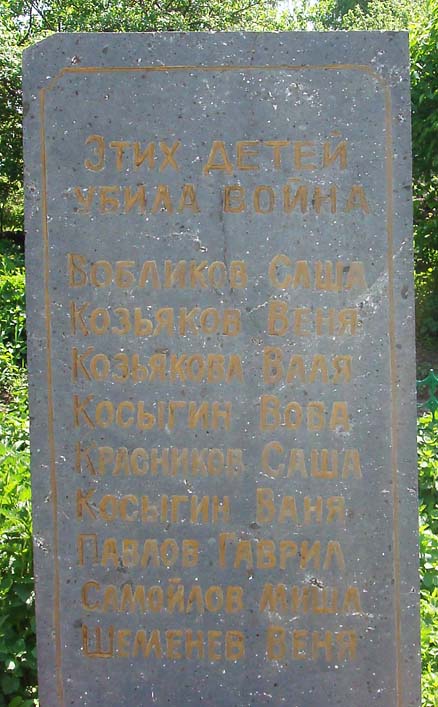 Этих детей
убила война
Бобликов Саша
Козьяков Веня
Козьякова Валя
Косыгин Вова
Красников Саша
Косыгин Ваня
Павлов Гаврил
Самойлов Миша
Шеменев Веня